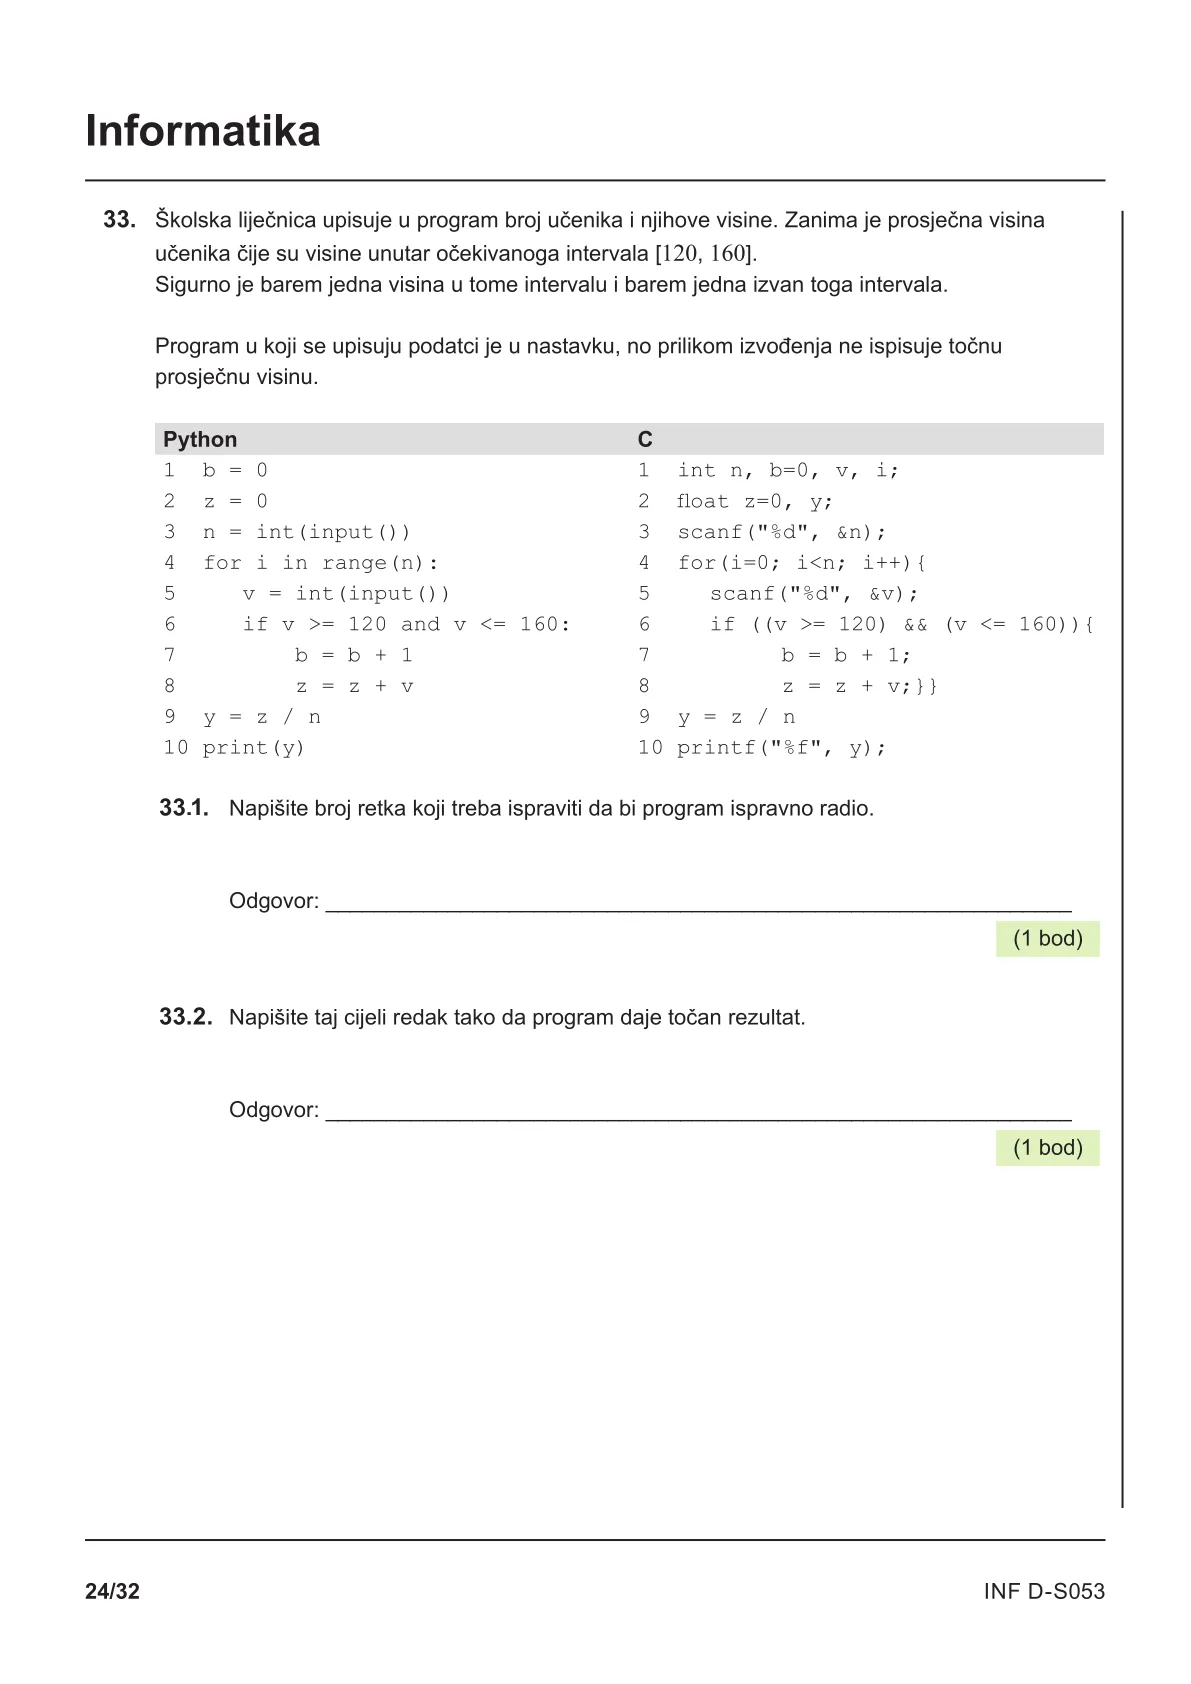 Informatika
33. Školska liječnica upisuje u program broj učenika i njihove visine. Zanima je prosječna visina
učenika čije su visine unutar očekivanoga intervala [120, 160].
Sigurno je barem jedna visina u tome intervalu i barem jedna izvan toga intervala.
Program u koji se upisuju podatci je u nastavku, no prilikom izvođenja ne ispisuje točnu
prosječnu visinu.
Python
1 b = 0
2 z = 0
3 n = int(input())
4 for i in range(n):
5 v = int(input())
6 if v >= 120 and v <= 160:
7 b = b + 1
8 z = z + v
9 y = z / n
10 print(y)
C
1 int n, b=0, v, i;
2 float z=0, y;
3 scanf("%d", &n);
4 for(i=0; i<n; i++){
5 scanf("%d", &v);
6 if ((v >= 120) && (v <= 160)){
7 b = b + 1;
8 z = z + v;}}
9 y = z / n
10 printf("%f", y);
33.1. Napišite broj retka koji treba ispraviti da bi program ispravno radio.
Odgovor: ______________________________________________________________
(1 bod)
33.2. Napišite taj cijeli redak tako da program daje točan rezultat.
Odgovor: ______________________________________________________________
(1 bod)
24/32
INF D-S053